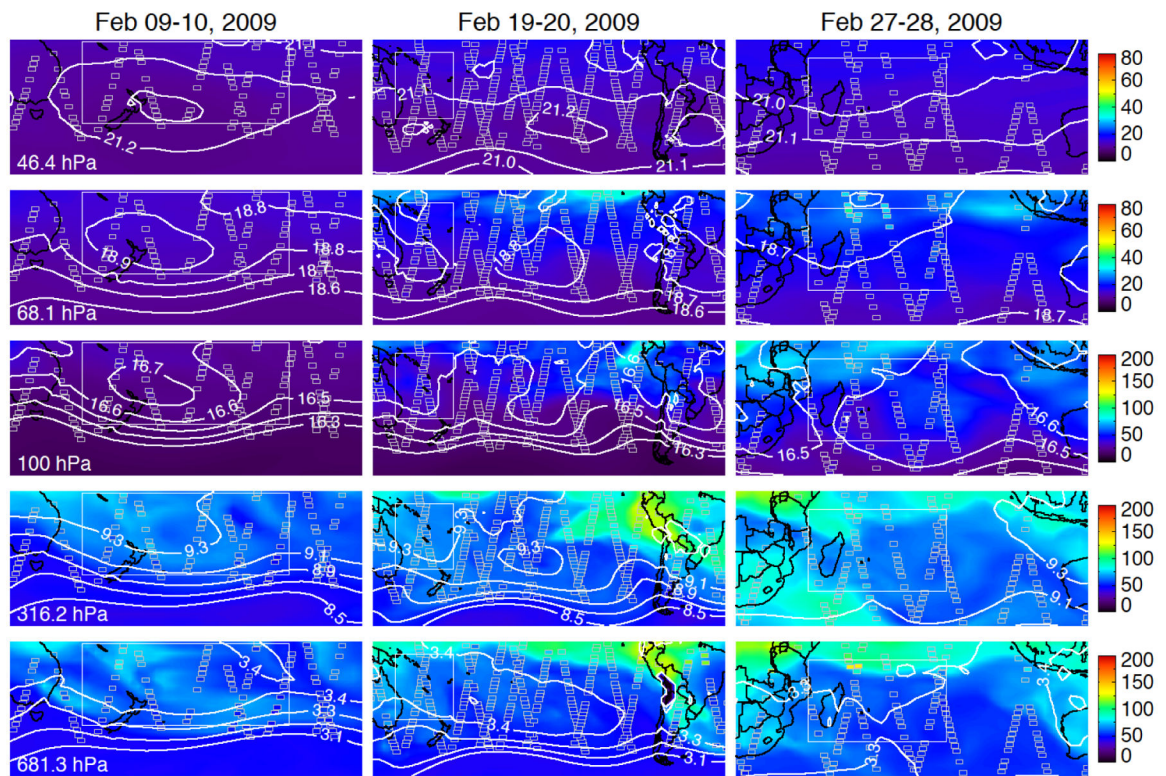 Feb 09-10, 2009 Feb 19-20, 2009 Feb 27-28, 2009
21.1 21.2 46.4 hPa
21.1 21.2 21.0 21.1
21.0 21.1
80 60 40 20 0
18.8 18.9 18.8 18.7 18.6 68.1 hPa
18.8 18.7 18.6
18.7 18.7
80 60 40 20 0
16.7 16.6 16.6 16.5 16.3 100 hPa
16.5 16.3
16.5 16.6 16.5
200 150 100 50 0
9.3 9.3 9.1 8.9 8.5 316.2 hPa
9.3 9.3 9.1 8.9 8.5
9.3 9.1
200 150 100 50 0
3.4 3.4 3.3 3.1 681.3 hPa
3.4 3.4 3.3 3.1
3.3 3.3 3.4
200 150 100 50 0